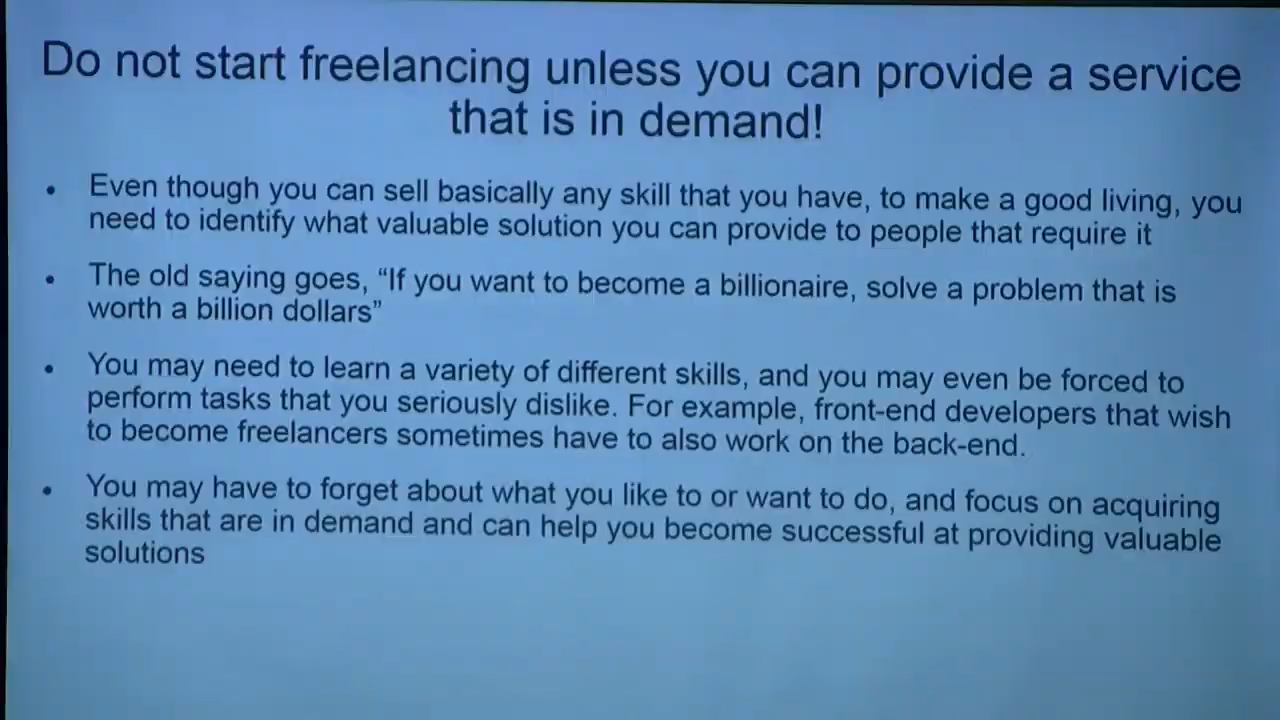 Do not start freelancing unless you can provide a service
that is in demand!
• Even though you can sell basically any skill that you have, to make a good living, you
need to identify what valuable solution you can provide to people that require it
• The old saying goes, “If you want to become a billionaire, solve a problem that is
worth a billion dollars”
• You may need to learn a variety of different skills, and you may even be forced to
perform tasks that you seriously dislike. For example, front-end developers that wish
to become freelancers sometimes have to also work on the back-end.
• You may have to forget about what you like to or want to do, and focus on acquiring
skills that are in demand and can help you become successful at providing valuable
solutions